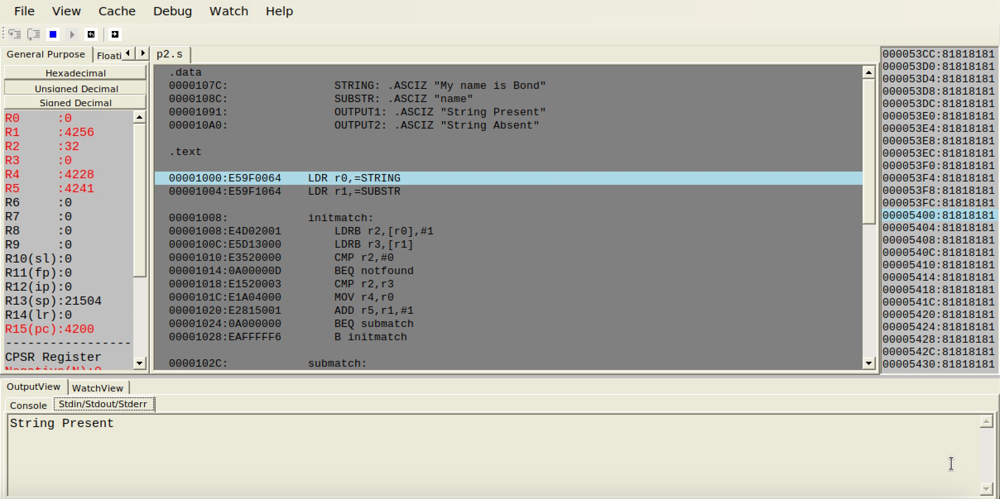 File View Cache Debug Watch Help
General Purpose Floati
Hexadecimal
Unsigned Decimal
Signed Decimal
R0      :0
R1      :4256
R2      :32
R3      :0
R4      :4228
R5      :4241
R6      :0
R7      :0
R8      :0
R9      :0
R10(sl):0
R11(fp):0
R12(ip):0
R13(sp):21504
R14(lr):0
R15(pc):4200
-----------------
CPSR Register
Negative(N):0
p2.s
.data
0000107C:                STRING: .ASCIZ "My name is Bond"
0000108C:                SUBSTR: .ASCIZ "name"
00001091:                OUTPUT1: .ASCIZ "String Present"
000010A0:                OUTPUT2: .ASCIZ "String Absent"
.text
00001000:E59F0064    LDR r0,=STRING
00001004:E59F1064    LDR r1,=SUBSTR
00001008:            initmatch:
00001008:E4D02001        LDRB r2,[r0],#1
0000100C:E5D13000        LDRB r3,[r1]
00001010:E3520000        CMP r2,#0
00001014:0A00000D        BEQ notfound
00001018:E1520003        CMP r2,r3
0000101C:E1A04000        MOV r4,r0
00001020:E2815001        ADD r5,r1,#1
00001024:0A000000        BEQ submatch
00001028:EAFFFFF6        B initmatch
0000102C:            submatch:
000053CC:81818181
000053D0:81818181
000053D4:81818181
000053D8:81818181
000053DC:81818181
000053E0:81818181
000053E4:81818181
000053E8:81818181
000053EC:81818181
000053F0:81818181
000053F4:81818181
000053F8:81818181
000053FC:81818181
00005400:81818181
00005404:81818181
00005408:81818181
0000540C:81818181
00005410:81818181
00005414:81818181
00005418:81818181
0000541C:81818181
00005420:81818181
00005424:81818181
00005428:81818181
0000542C:81818181
00005430:81818181
OutputView WatchView
Console Stdin/Stdout/Stderr
String Present